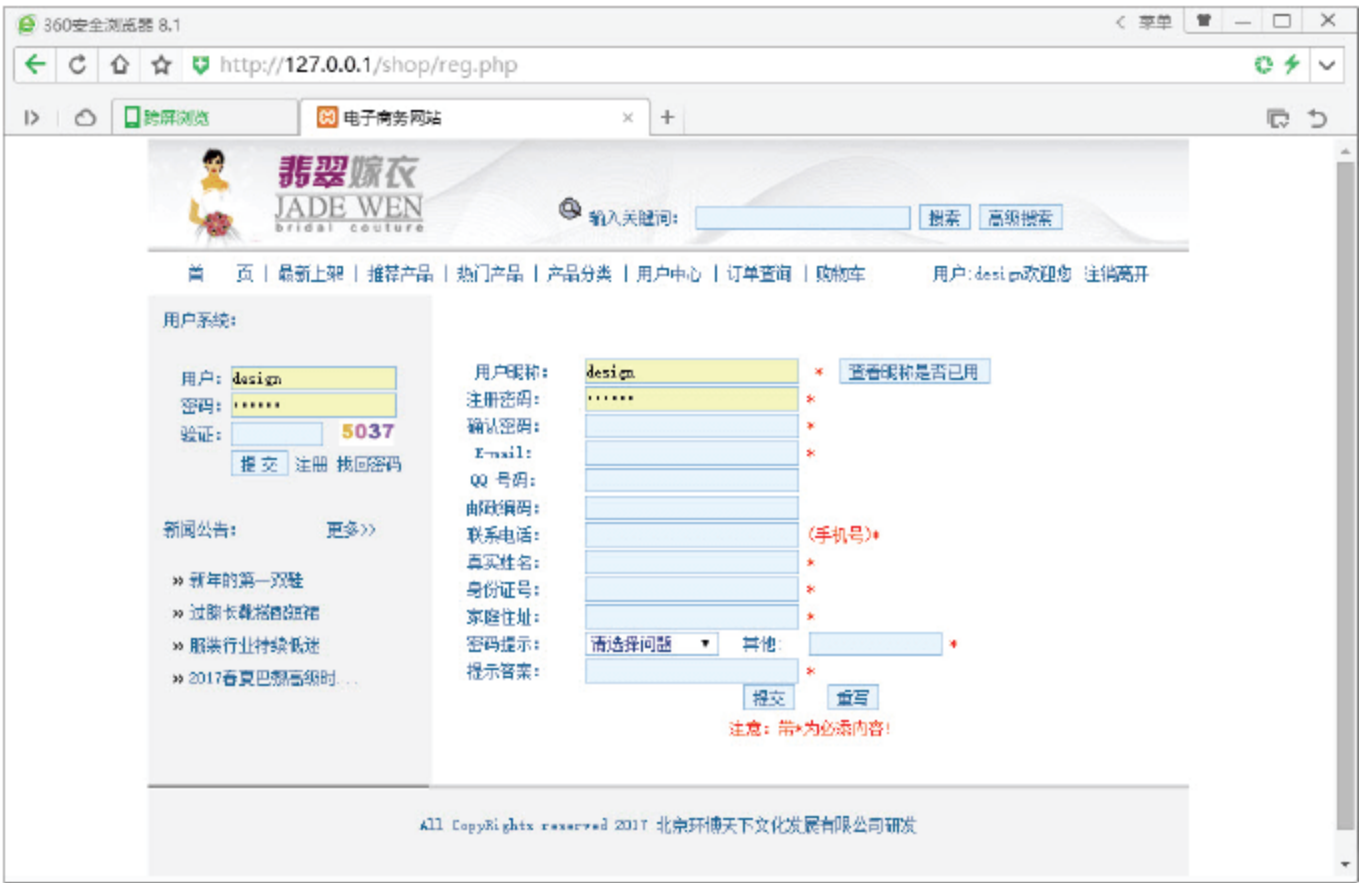 360安全浏览器 8.1 菜单
http://127.0.0.1/shop/reg.php
跨屏浏览 电子商务网站
翡翠嫁衣
JADE WEN
bridal couture
输入关键词: 搜索 高级搜索
首 页 | 最新上架 | 推荐产品 | 热门产品 | 产品分类 | 用户中心 | 订单查询 | 购物车 用户:design欢迎您 注销离开
用户系统:
用户: design
密码: ••••••
验证: 5037
提 交 注册 找回密码
新闻公告: 更多>>
» 新年的第一双鞋
» 过膝长靴搭配短裙
» 服装行业持续低迷
» 2017春夏巴黎高级时...
用户昵称: design * 查看昵称是否已用
注册密码: •••••• *
确认密码: *
E-mail: *
QQ 号码:
邮政编码:
联系电话: (手机号)*
真实姓名: *
身份证号: *
家庭住址: *
密码提示: 请选择问题 其他: *
提示答案: *
提交 重写
注意: 带*为必添内容!
All CopyRights reserved 2017 北京环博天下文化发展有限公司研发